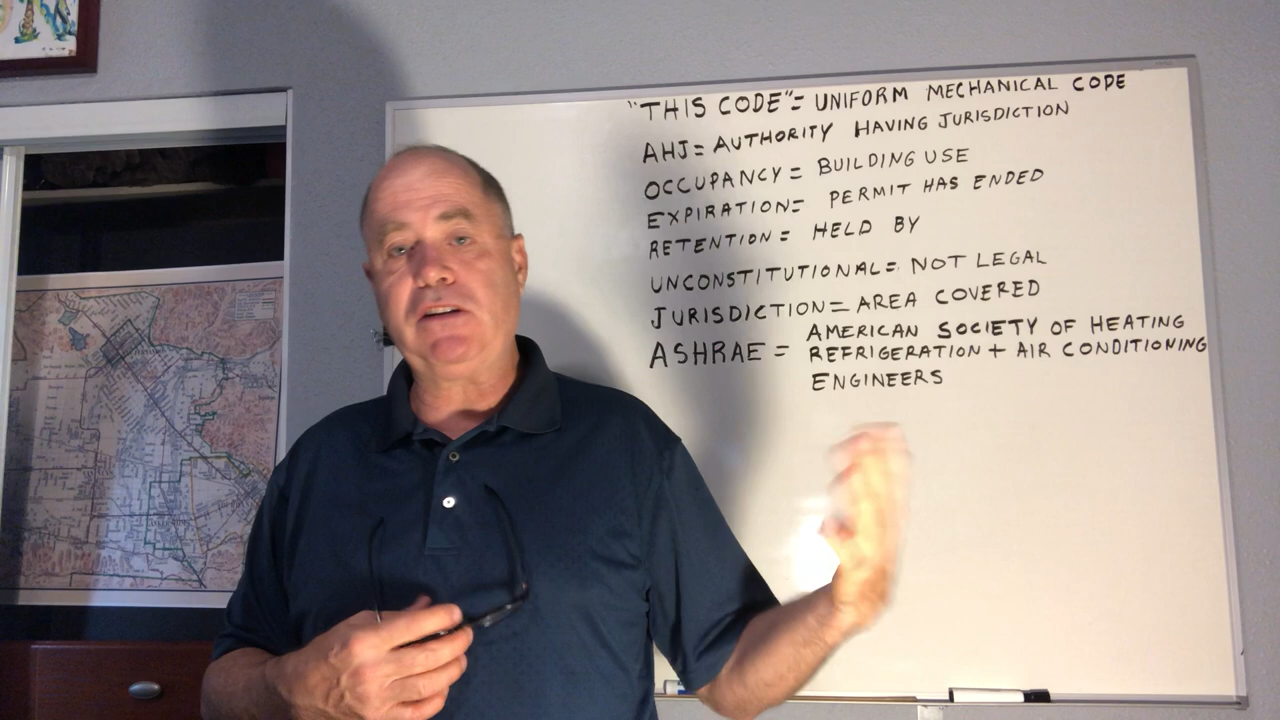 "THIS CODE"= UNIFORM MECHANICAL CODE
AHJ= AUTHORITY HAVING JURISDICTION
OCCUPANCY= BUILDING USE
EXPIRATION= PERMIT HAS ENDED
RETENTION= HELD BY
UNCONSTITUTIONAL= NOT LEGAL
JURISDICTION= AREA COVERED
ASHRAE = AMERICAN SOCIETY OF HEATING
REFRIGERATION + AIR CONDITIONING
ENGINEERS